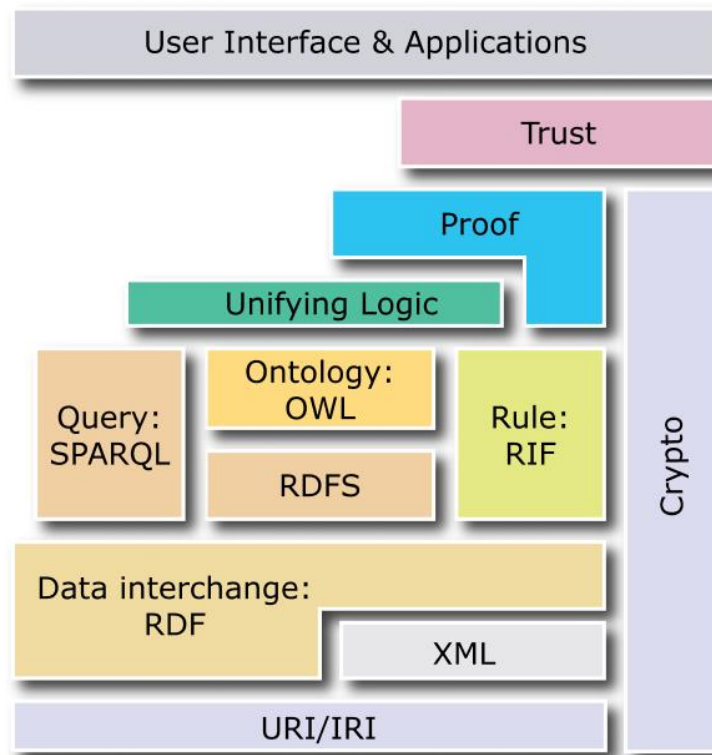 User Interface & Applications
Trust
Proof
Unifying Logic
Query:
SPARQL
Ontology:
OWL
RDFS
Rule:
RIF
Crypto
Data interchange:
RDF
XML
URI/IRI